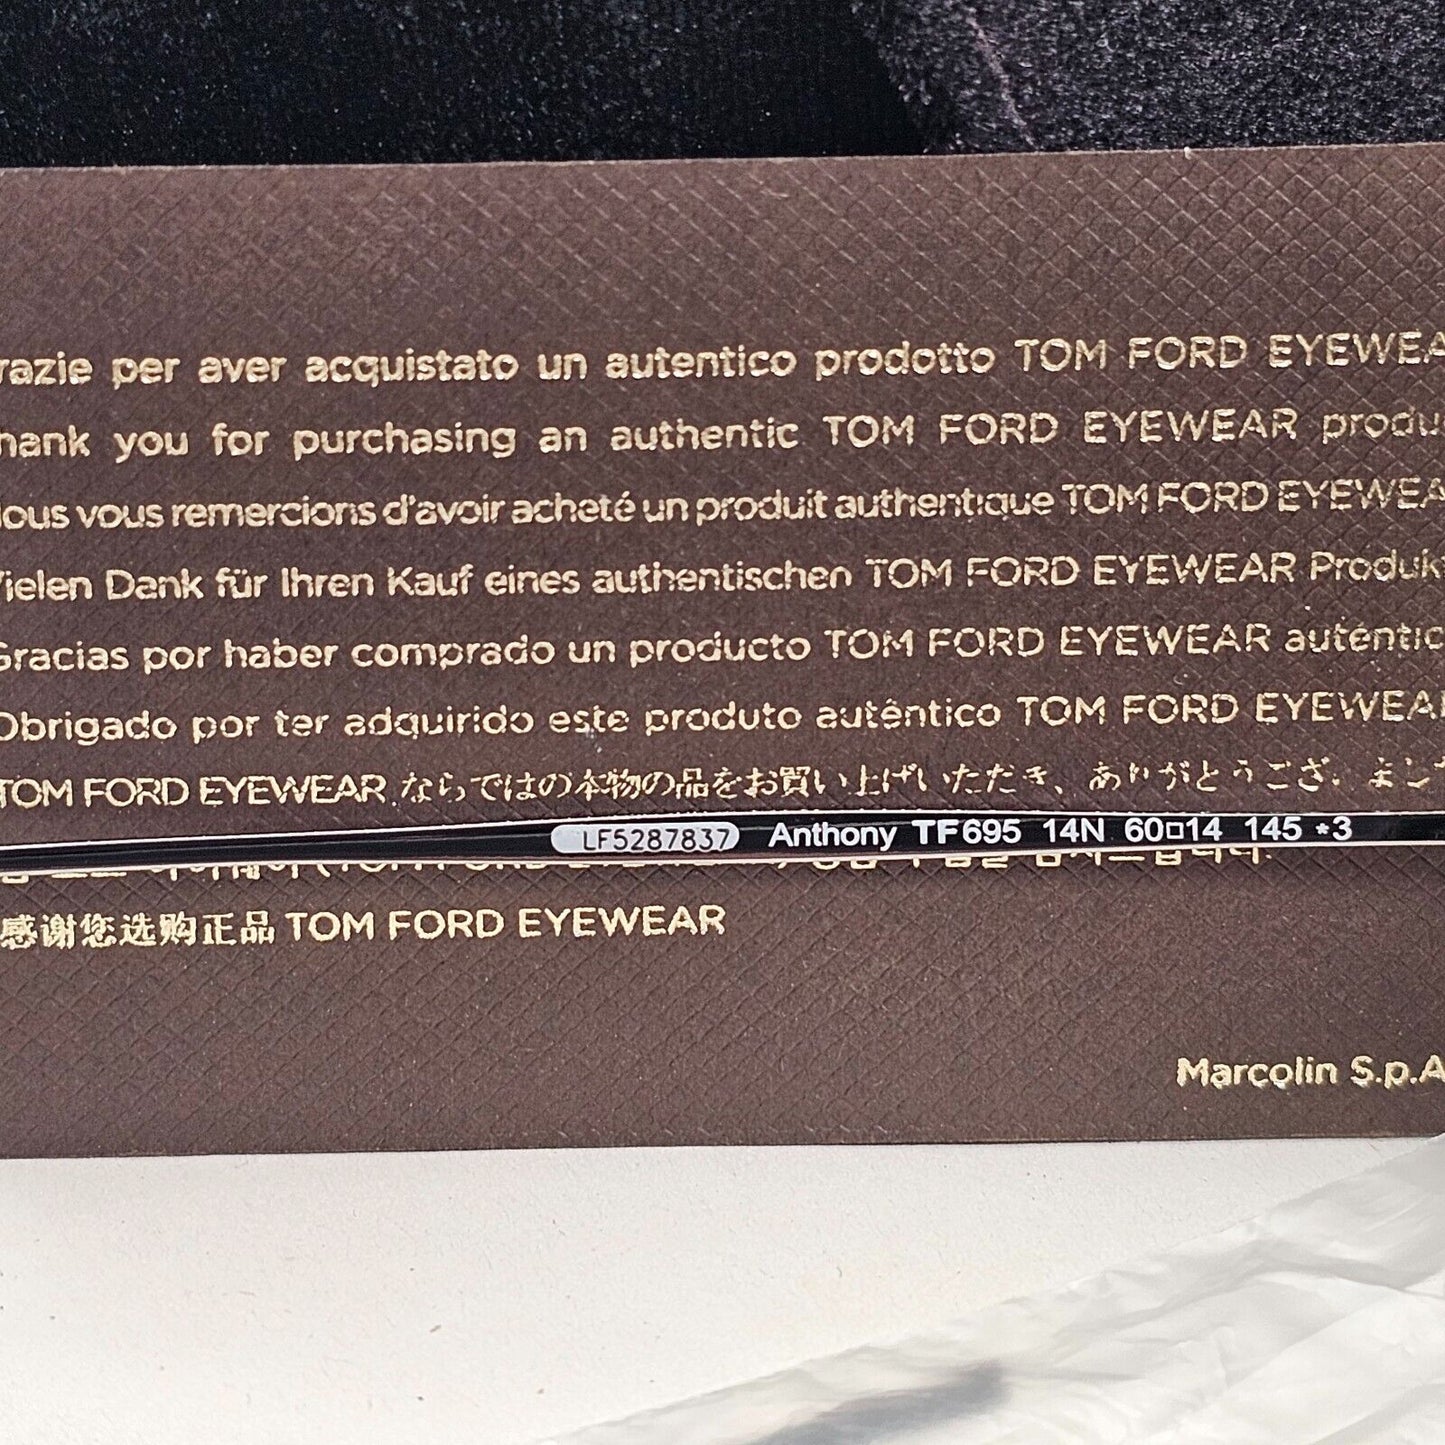 razie per aver acquistato un autentico prodotto TOM FORD EYEWEA
hank you for purchasing an authentic TOM FORD EYEWEAR produc
ous vous remercions d'avoir acheté un produit authentique TOM FORD EYEWEA
Vielen Dank für Ihren Kauf eines authentischen TOM FORD EYEWEAR Produkt
Gracias por haber comprado un producto TOM FORD EYEWEAR auténtic
Obrigado por ter adquirido este produto autêntico TOM FORD EYEWEAR
TOM FORD EYEWEAR ならではの本物の品をお買い上げいただき、ありがとうござ
LF5287837 Anthony TF695 14N 60□14 145 *3
感谢您选购正品 TOM FORD EYEWEAR
Marcolin S.p.A